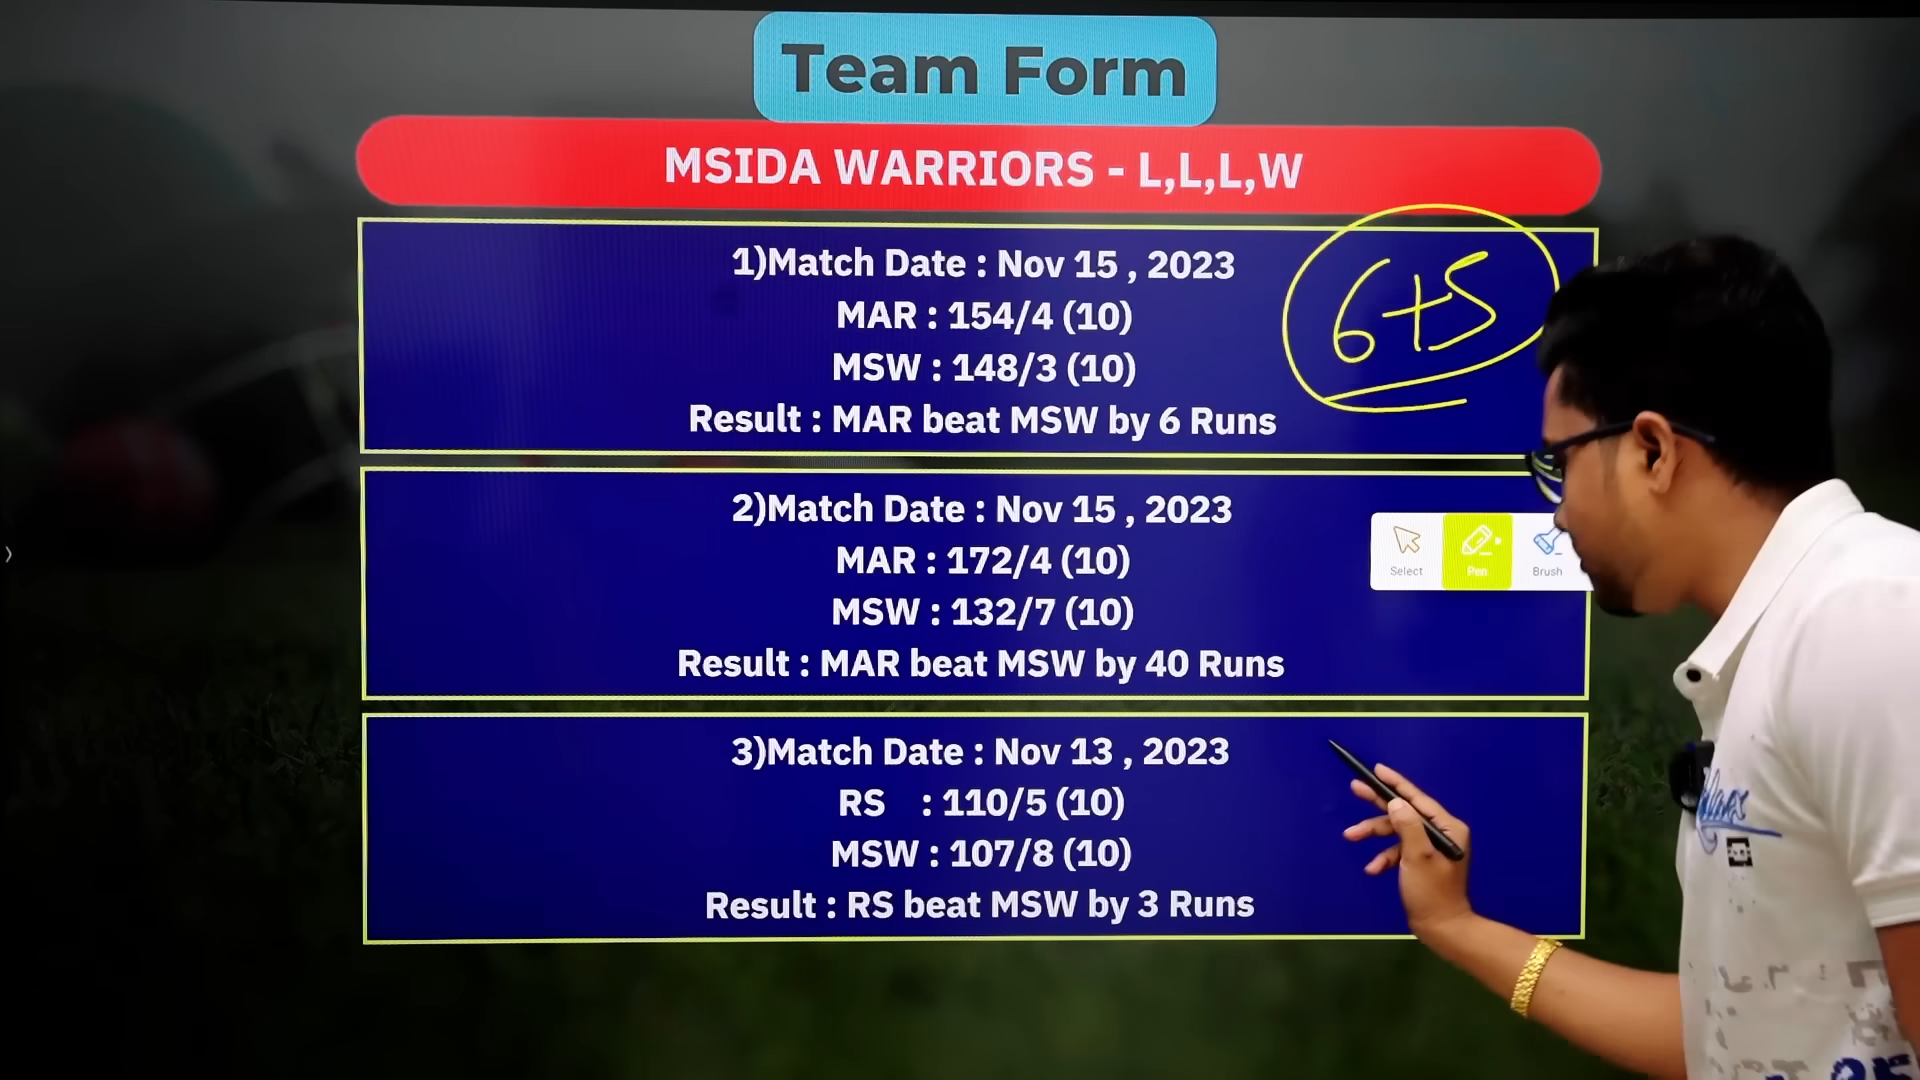 Team Form
MSIDA WARRIORS - L,L,L,W
1)Match Date : Nov 15 , 2023
MAR : 154/4 (10)
MSW : 148/3 (10)
Result : MAR beat MSW by 6 Runs
6+5
2)Match Date : Nov 15 , 2023
MAR : 172/4 (10)
MSW : 132/7 (10)
Result : MAR beat MSW by 40 Runs
Select
Pen
Brush
3)Match Date : Nov 13 , 2023
RS : 110/5 (10)
MSW : 107/8 (10)
Result : RS beat MSW by 3 Runs